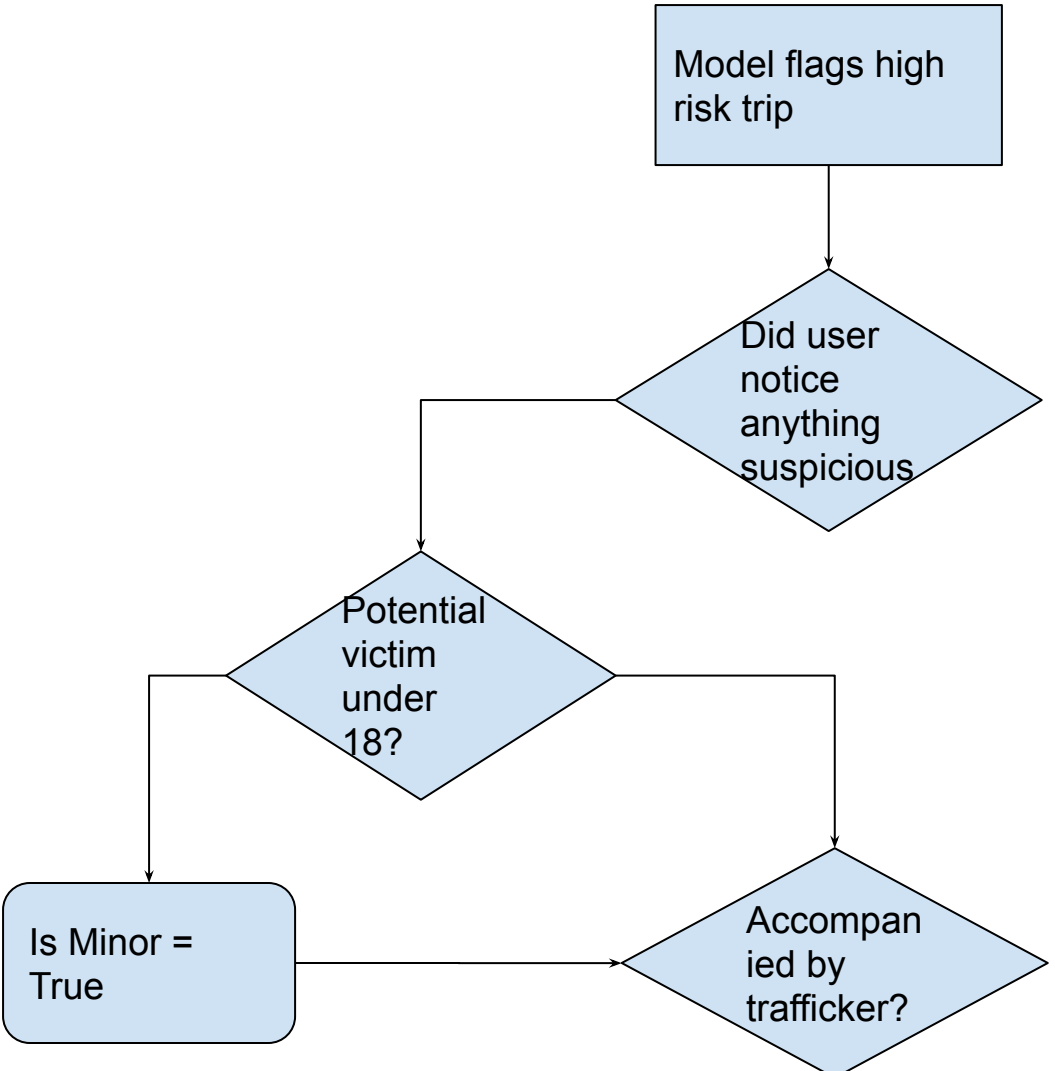 Model flags high
risk trip
Did user
notice
anything
suspicious
Potential
victim
under
18?
Is Minor =
True
Accompan
ied by
trafficker?